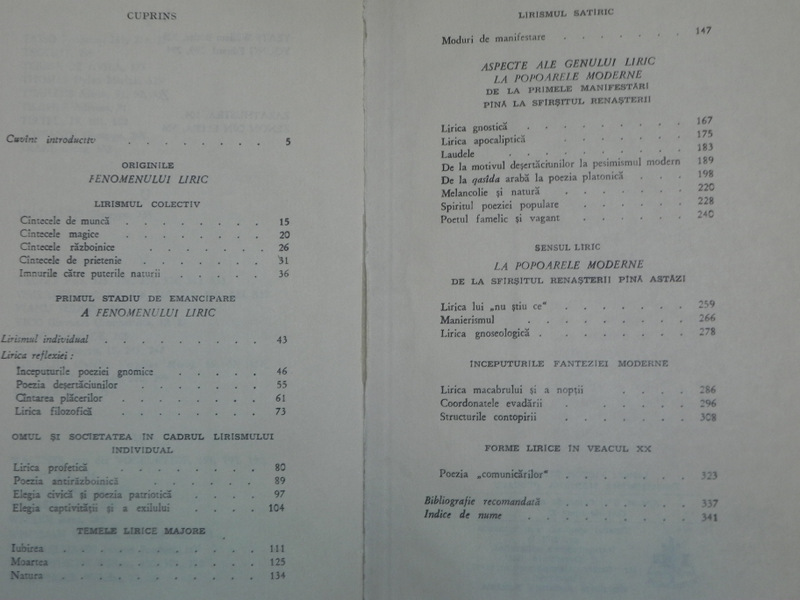 CUPRINS
Cuvînt introductiv . . . . . . . . 5
ORIGINILE
FENOMENULUI LIRIC
LIRISMUL COLECTIV
Cîntecele de muncă . . . . . . . . 15
Cîntecele magice . . . . . . . . 20
Cîntecele războinice . . . . . . . 26
Cîntecele de prietenie . . . . . . . 31
Imnurile către puterile naturii . . . . . 36
PRIMUL STADIU DE EMANCIPARE
A FENOMENULUI LIRIC
Lirismul individual . . . . . . . . . 43
Lirica reflexiei :
Începuturile poeziei gnomice . . . . . 46
Poezia deșertăciunilor . . . . . . 55
Cîntarea plăcerilor . . . . . . . 61
Lirica filozofică . . . . . . . 73
OMUL ȘI SOCIETATEA ÎN CADRUL LIRISMULUI
INDIVIDUAL
Lirica profetică . . . . . . . . 80
Poezia antirăzboinică . . . . . . . 89
Elegia civică și poezia patriotică . . . . 97
Elegia captivității și a exilului . . . . 104
TEMELE LIRICE MAJORE
Iubirea . . . . . . . . . . . 111
Moartea . . . . . . . . . . . 125
Natura . . . . . . . . . . . 134
LIRISMUL SATIRIC
Moduri de manifestare . . . . . . . 147
ASPECTE ALE GENULUI LIRIC
LA POPOARELE MODERNE
DE LA PRIMELE MANIFESTĂRI
PÎNĂ LA SFÎRȘITUL RENAȘTERII
Lirica gnostică . . . . . . . . 167
Lirica apocaliptică . . . . . . . 175
Laudele . . . . . . . . . 183
De la motivul deșertăciunilor la pesimismul modern 189
De la qasîda arabă la poezia platonică . . . 198
Melancolie și natură . . . . . . 220
Spiritul poeziei populare . . . . . 228
Poetul famelic și vagant . . . . . . 240
SENSUL LIRIC
LA POPOARELE MODERNE
DE LA SFÎRȘITUL RENAȘTERII PÎNĂ ASTĂZI
Lirica lui „nu știu ce“ . . . . . . . 259
Manierismul . . . . . . . . 266
Lirica gnoseologică . . . . . . . . 278
ÎNCEPUTURILE FANTEZIEI MODERNE
Lirica macabrului și a nopții . . . . 286
Coordonatele evadării . . . . . . 296
Structurile contopirii . . . . . . 308
FORME LIRICE ÎN VEACUL XX
Poezia „comunicărilor“ . . . . . . . 323
Bibliografie recomandată . . . . . . 337
Indice de nume . . . . . . . . 341